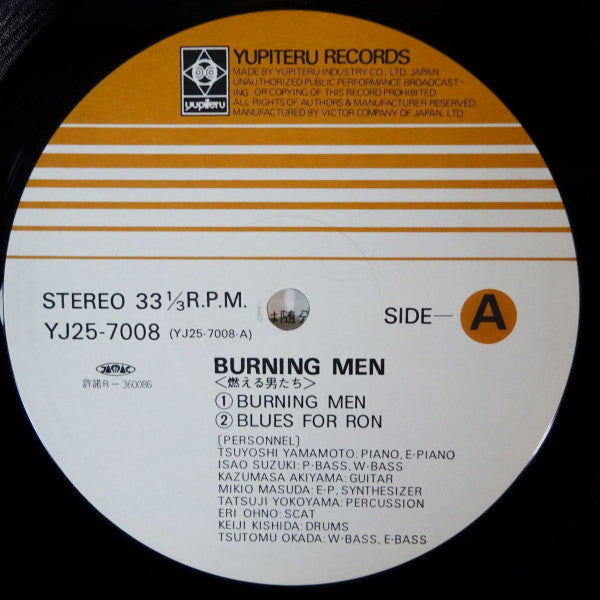 YUPITERU RECORDS
MADE BY YUPITERU INDUSTRY CO., LTD, JAPAN
UNAUTHORIZED PUBLIC PERFORMANCE BROADCAST-
ING OR COPYING OF THIS RECORD PROHIBITED
ALL RIGHTS OF AUTHORS & MANUFACTURER RESERVED.
MANUFACTURED BY VICTOR COMPANY OF JAPAN, LTD.
yupiteru
STEREO 33 1/3 R.P.M.
YJ25-7008 (YJ25-7008-A)
SIDE— A
JASRAC
許諾R-360086
BURNING MEN
<燃える男たち>
① BURNING MEN
② BLUES FOR RON
[PERSONNEL]
TSUYOSHI YAMAMOTO: PIANO, E-PIANO
ISAO SUZUKI: P-BASS, W-BASS
KAZUMASA AKIYAMA: GUITAR
MIKIO MASUDA: E-P, SYNTHESIZER
TATSUJI YOKOYAMA: PERCUSSION
ERI OHNO: SCAT
KEIJI KISHIDA: DRUMS
TSUTOMU OKADA: W-BASS, E-BASS